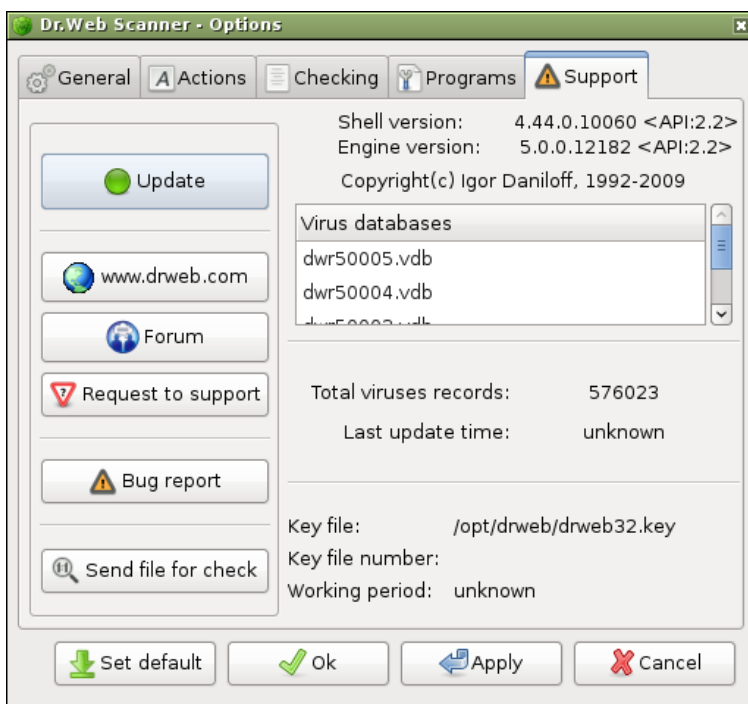 Dr.Web Scanner - Options
General Actions Checking Programs Support
Update
www.drweb.com
Forum
Request to support
Bug report
Send file for check
Shell version: 4.44.0.10060 <API:2.2>
Engine version: 5.0.0.12182 <API:2.2>
Copyright(c) Igor Daniloff, 1992-2009
Virus databases
dwr50005.vdb
dwr50004.vdb
Total viruses records: 576023
Last update time: unknown
Key file: /opt/drweb/drweb32.key
Key file number:
Working period: unknown
Set default Ok Apply Cancel